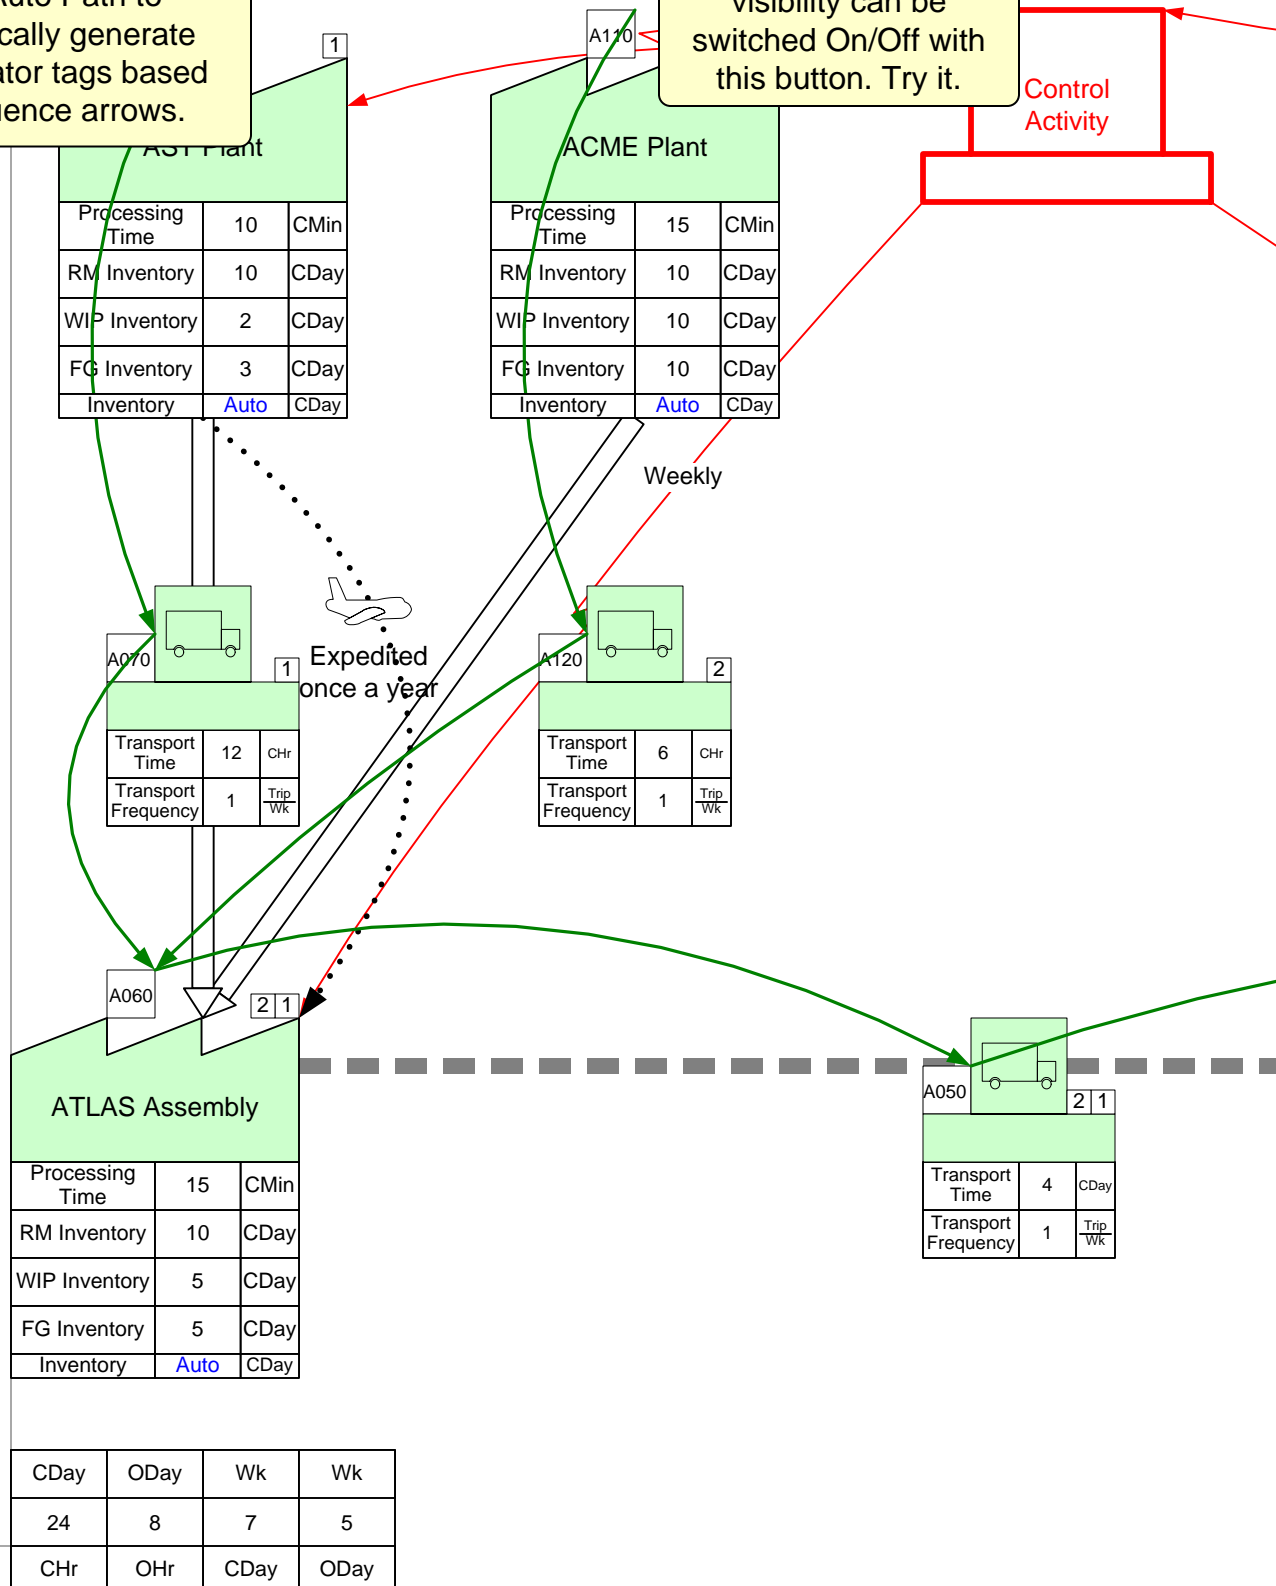 Auto Path to
cally generate
ator tags based
uence arrows.
visibility can be
switched On/Off with
this button. Try it.
1
A110
Control
Activity
AST Plant
Processing
Time
10
CMin
RM Inventory
10
CDay
WIP Inventory
2
CDay
FG Inventory
3
CDay
Inventory
Auto
CDay
ACME Plant
Processing
Time
15
CMin
RM Inventory
10
CDay
WIP Inventory
10
CDay
FG Inventory
10
CDay
Inventory
Auto
CDay
Weekly
A070
1
Expedited
once a year
Transport
Time
12
CHr
Transport
Frequency
1
Trip
Wk
A120
2
Transport
Time
6
CHr
Transport
Frequency
1
Trip
Wk
A060
2 1
ATLAS Assembly
Processing
Time
15
CMin
RM Inventory
10
CDay
WIP Inventory
5
CDay
FG Inventory
5
CDay
Inventory
Auto
CDay
A050
2 1
Transport
Time
4
CDay
Transport
Frequency
1
Trip
Wk
CDay ODay Wk Wk
24 8 7 5
CHr OHr CDay ODay